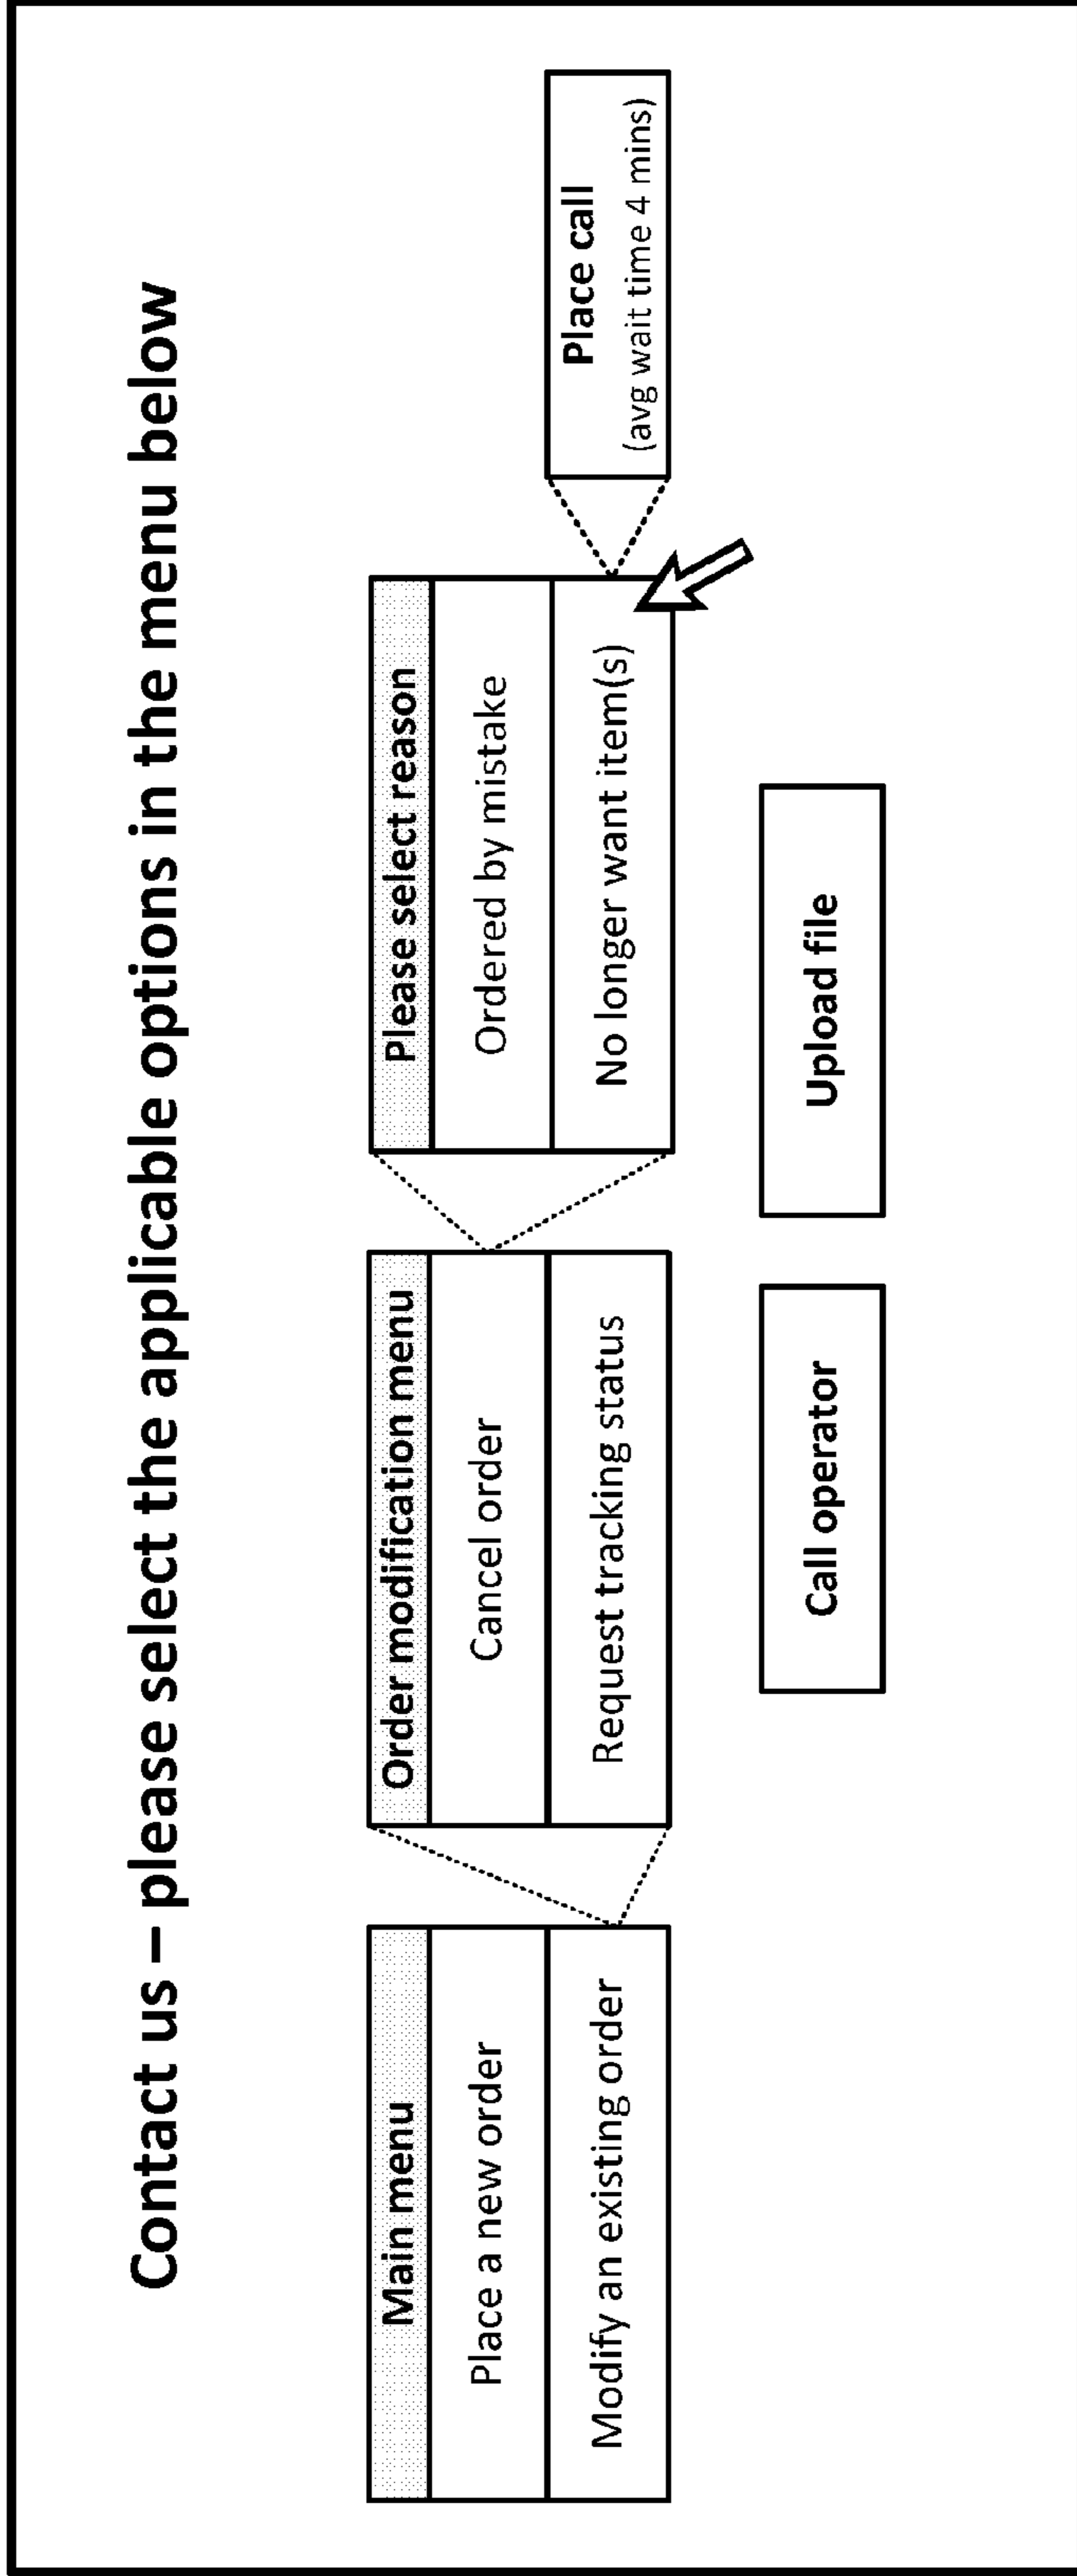 Contact us – please select the applicable options in the menu below
Main menu
Place a new order
Modify an existing order
Order modification menu
Cancel order
Request tracking status
Please select reason
Ordered by mistake
No longer want item(s)
Place call
(avg wait time 4 mins)
Call operator
Upload file